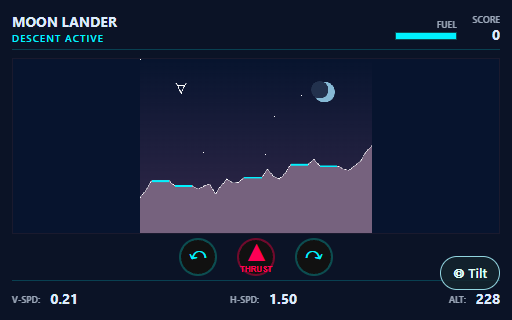 MOON LANDER
DESCENT ACTIVE
FUEL
SCORE
0
THRUST
Tilt
V-SPD: 0.21
H-SPD: 1.50
ALT: 228